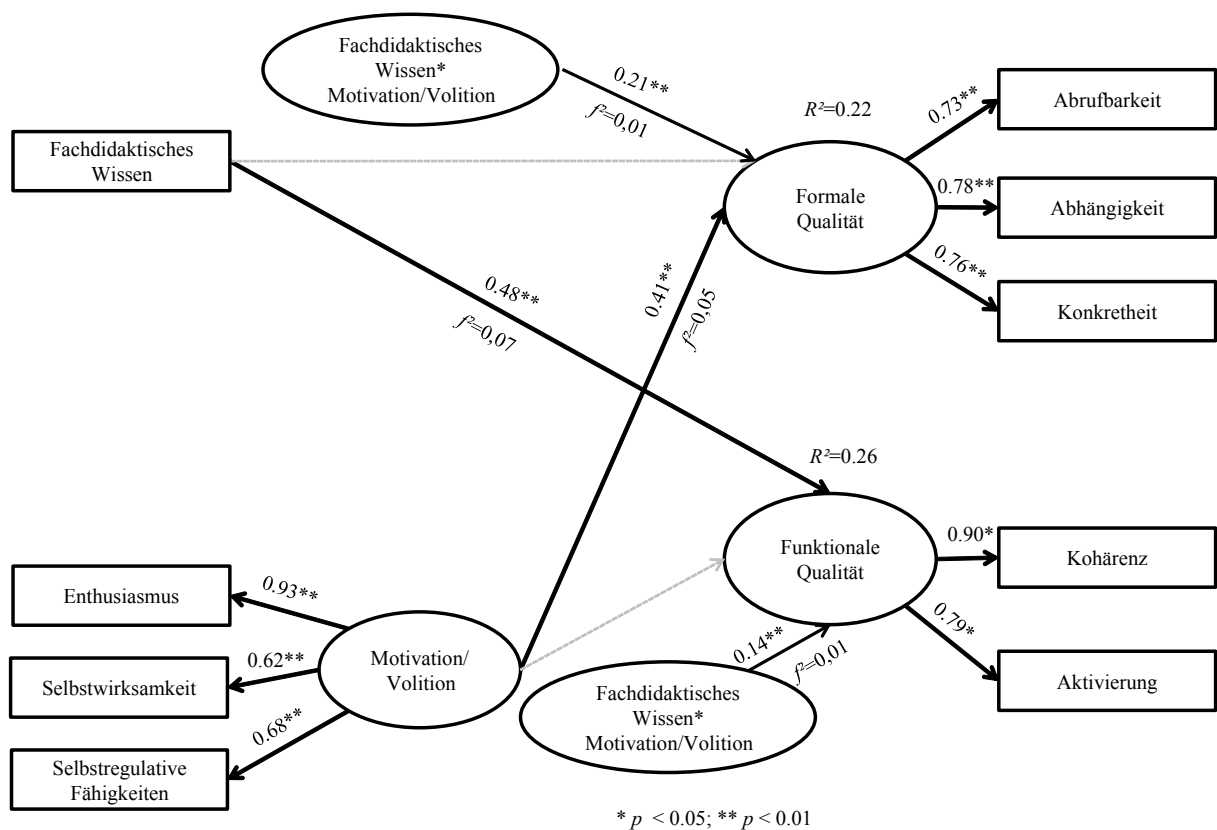 Fachdidaktisches
Wissen*
Motivation/Volition
0.21**
f²=0,01
R²=0.22
0.73**
Abrufbarkeit
Fachdidaktisches
Wissen
Formale
Qualität
0.78**
Abhängigkeit
0.76**
Konkretheit
0.48**
f²=0,07
0.41**
f²=0,05
R²=0.26
Funktionale
Qualität
0.90*
Kohärenz
0.79*
Aktivierung
Enthusiasmus
0.93**
Selbstwirksamkeit
0.62**
Motivation/
Volition
0.68**
Selbstregulative
Fähigkeiten
0.14**
f²=0,01
Fachdidaktisches
Wissen*
Motivation/Volition
* p < 0.05; ** p < 0.01